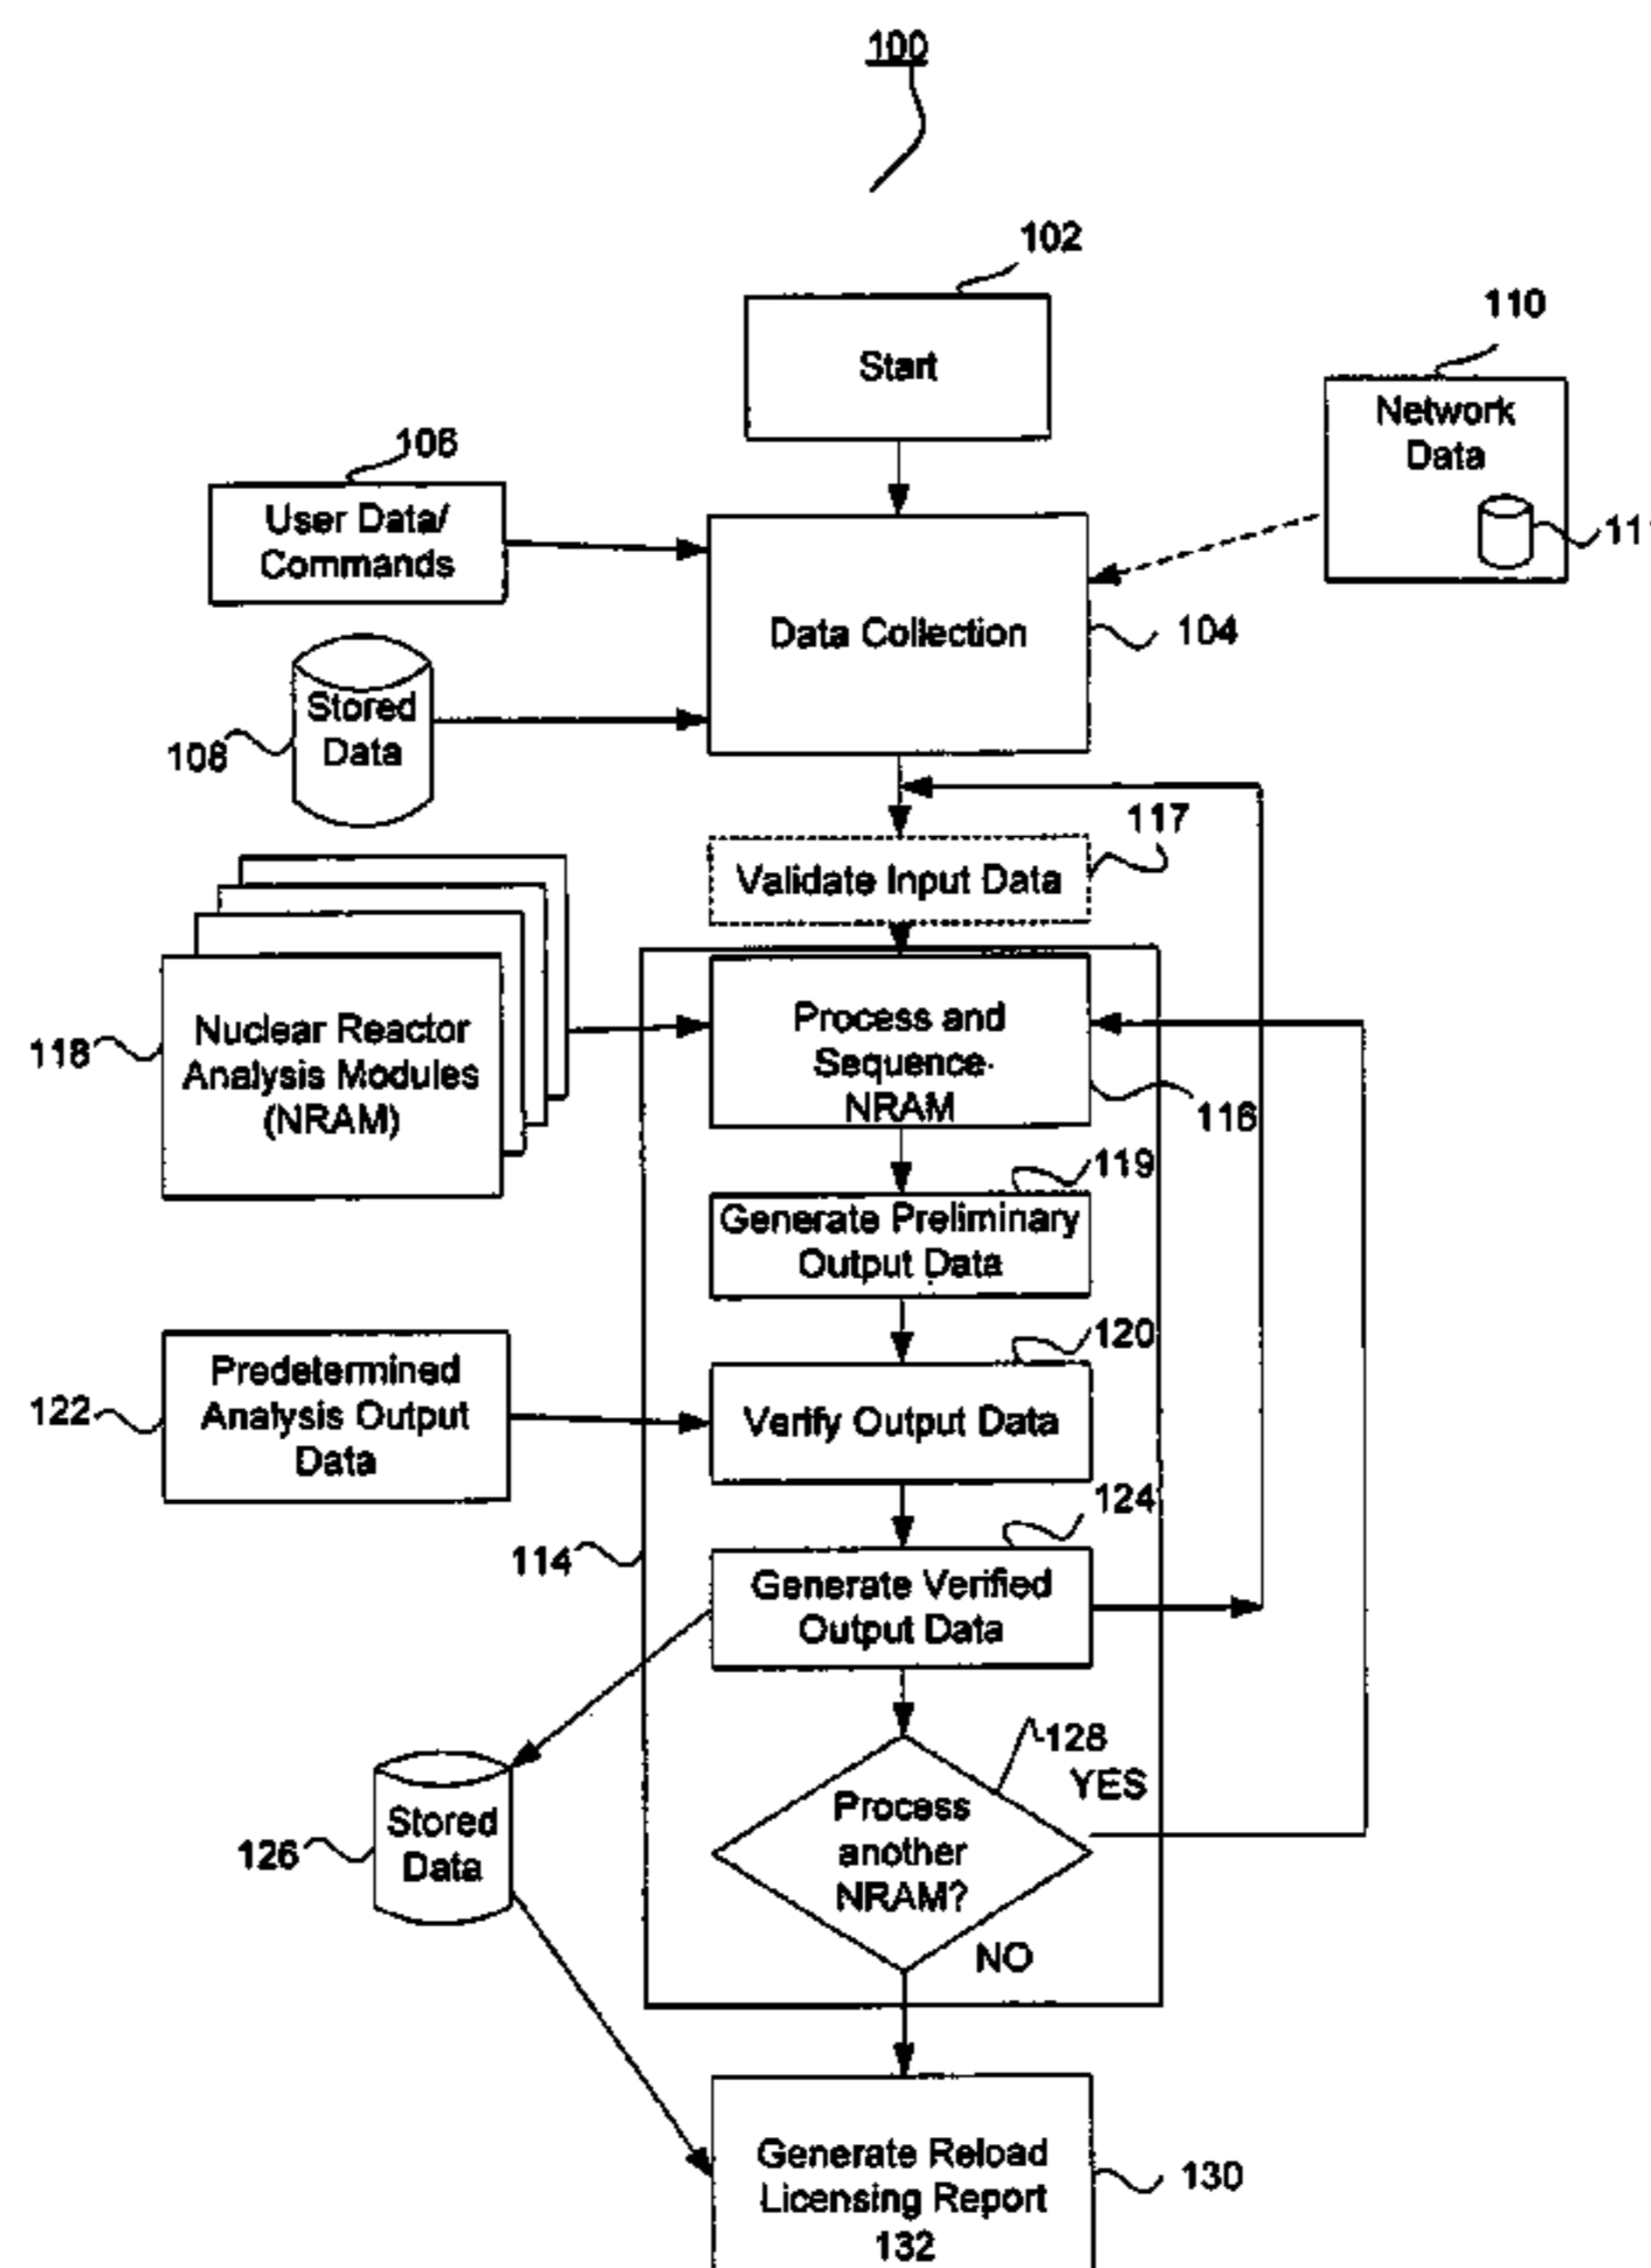 100
102
Start
110
Network
Data
11
106
User Data/
Commands
Data Collection
104
Stored
Data
108
117
Validate Input Data
118
Nuclear Reactor
Analysis Modules
(NRAM)
Process and
Sequence-
NRAM
116
119
Generate Preliminary
Output Data
120
122
Predetermined
Analysis Output
Data
Verify Output Data
124
114
Generate Verified
Output Data
128
YES
Process
another
NRAM?
126
Stored
Data
NO
Generate Reload
Licensing Report
132
130